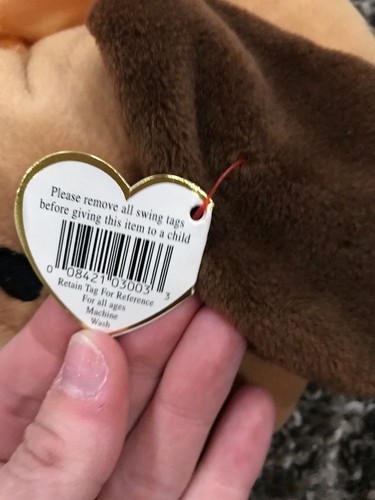 Please remove all swing tags
before giving this item to a child
0 08421 03003 3
Retain Tag For Reference
For all ages
Machine
Wash